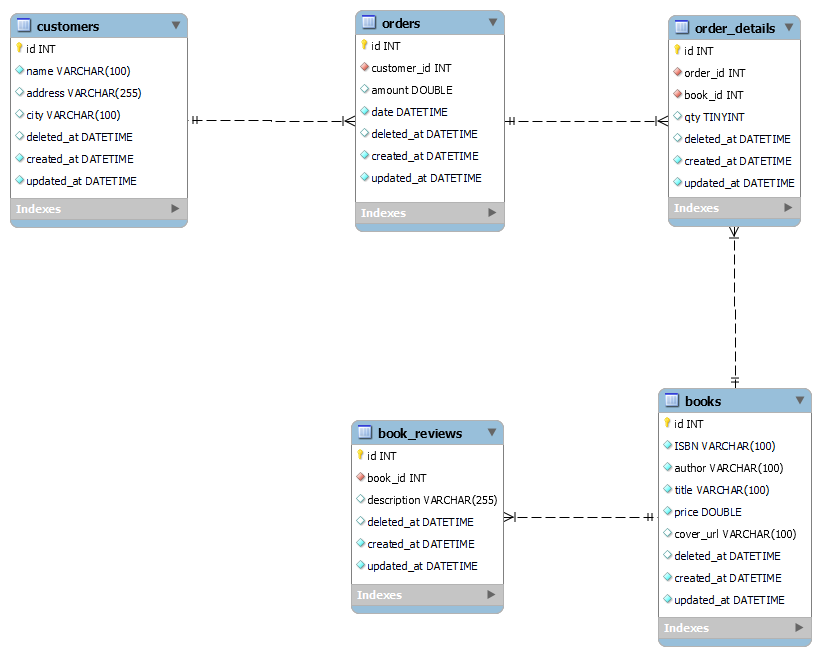 customers
id INT
name VARCHAR(100)
address VARCHAR(255)
city VARCHAR(100)
deleted_at DATETIME
created_at DATETIME
updated_at DATETIME
Indexes
orders
id INT
customer_id INT
amount DOUBLE
date DATETIME
deleted_at DATETIME
created_at DATETIME
updated_at DATETIME
Indexes
order_details
id INT
order_id INT
book_id INT
qty TINYINT
deleted_at DATETIME
created_at DATETIME
updated_at DATETIME
Indexes
book_reviews
id INT
book_id INT
description VARCHAR(255)
deleted_at DATETIME
created_at DATETIME
updated_at DATETIME
Indexes
books
id INT
ISBN VARCHAR(100)
author VARCHAR(100)
title VARCHAR(100)
price DOUBLE
cover_url VARCHAR(100)
deleted_at DATETIME
created_at DATETIME
updated_at DATETIME
Indexes